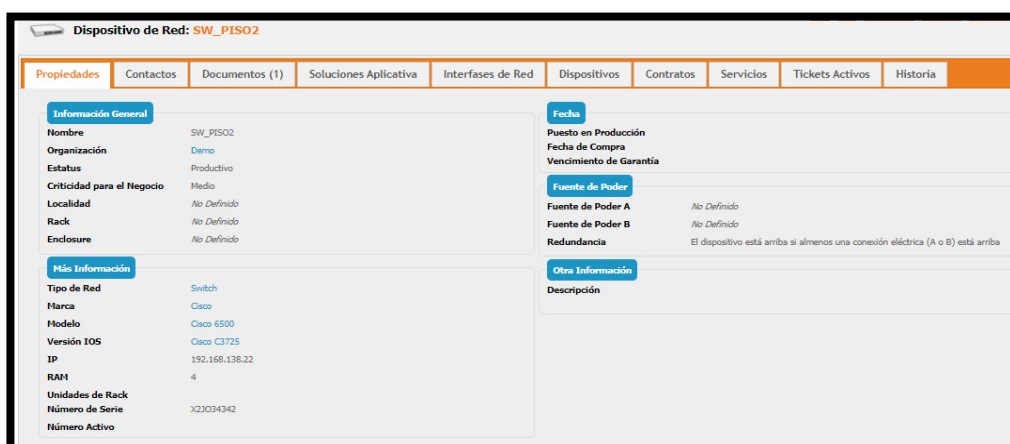 Dispositivo de Red: SW_PISO2
Propiedades Contactos Documentos (1) Soluciones Aplicativa Interfases de Red Dispositivos Contratos Servicios Tickets Activos Historia
Información General
Nombre SW_PISO2
Organización Demo
Estatus Productivo
Criticidad para el Negocio Medio
Localidad No Definido
Rack No Definido
Enclosure No Definido
Más Información
Tipo de Red Switch
Marca Cisco
Modelo Cisco 6500
Versión IOS Cisco C3725
IP 192.168.138.22
RAM 4
Unidades de Rack
Número de Serie X2JO34342
Número Activo
Fecha
Puesto en Producción
Fecha de Compra
Vencimiento de Garantía
Fuente de Poder
Fuente de Poder A No Definido
Fuente de Poder B No Definido
Redundancia El dispositivo está arriba si almenos una conexión eléctrica (A o B) está arriba
Otra Información
Descripción